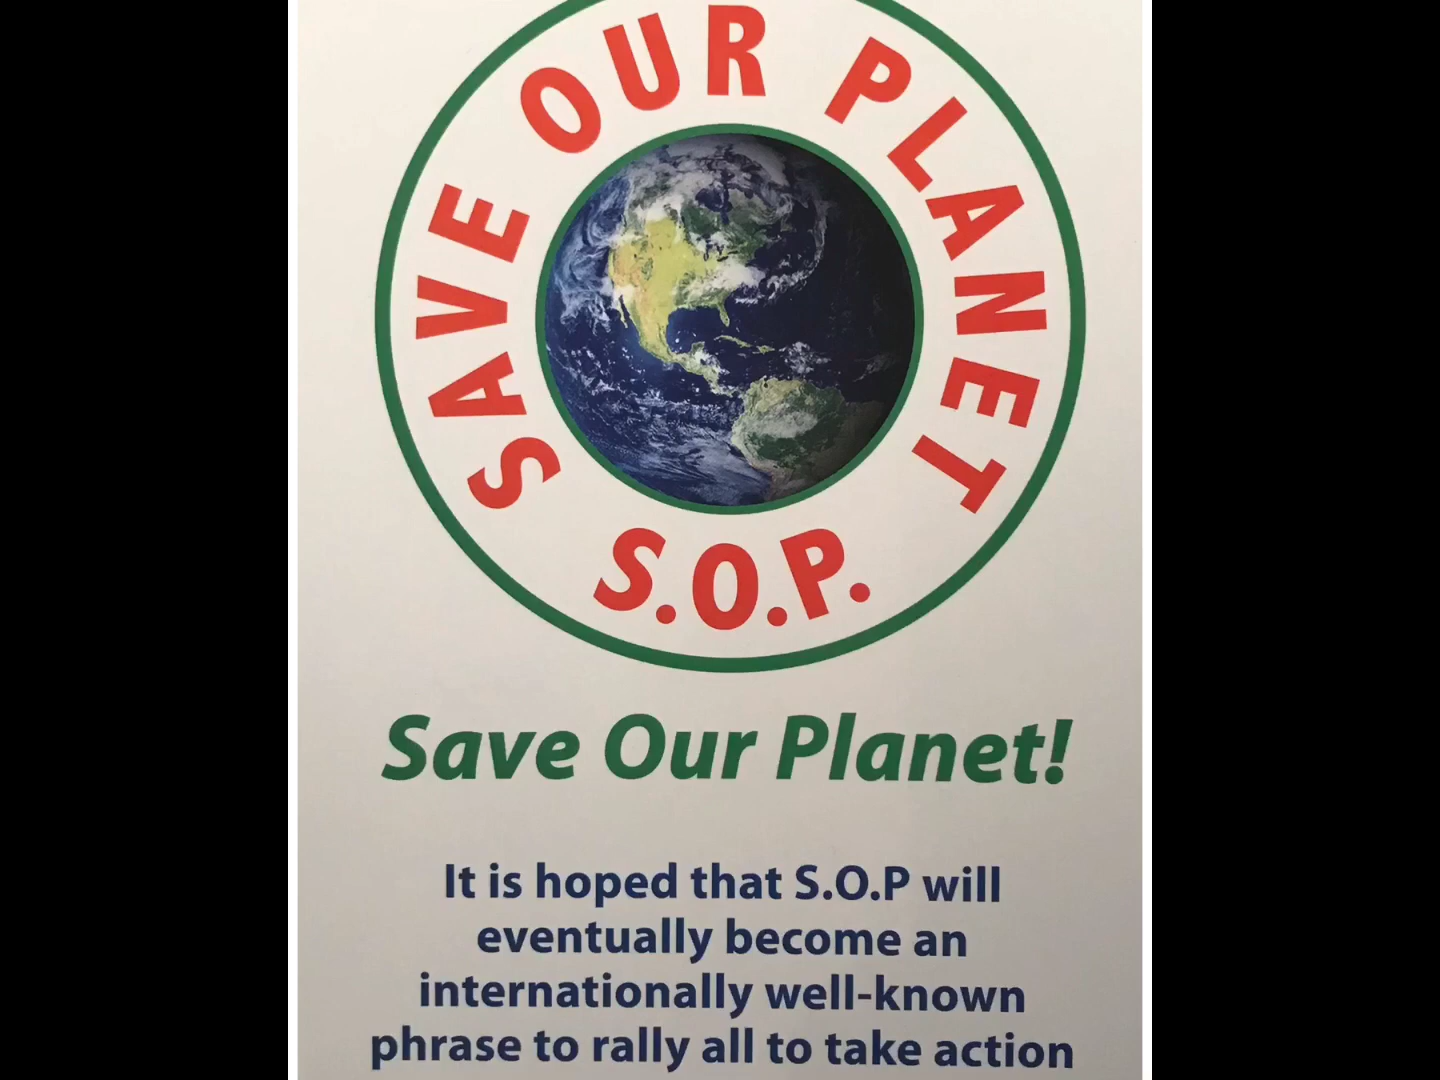 SAVE OUR PLANET
S.O.P.
Save Our Planet!
It is hoped that S.O.P will
eventually become an
internationally well-known
phrase to rally all to take action